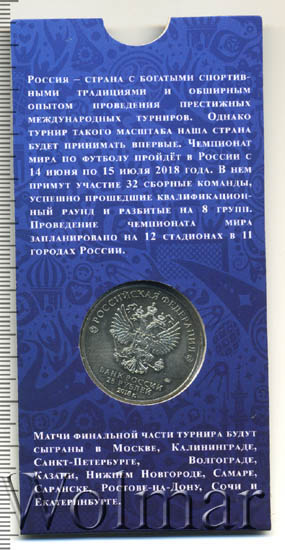 Россия – страна с богатыми спортив-
ными традициями и обширным
опытом проведения престижных
международных турниров. Однако
турнир такого масштаба наша страна
будет принимать впервые. Чемпионат
мира по футболу пройдёт в России с
14 июня по 15 июля 2018 года. В нем
примут участие 32 сборные команды,
успешно прошедшие квалификацион-
ный раунд и разбитые на 8 групп.
Проведение чемпионата мира
запланировано на 12 стадионах в 11
городах России.
РОССИЙСКАЯ ФЕДЕРАЦИЯ
БАНК РОССИИ
25 РУБЛЕЙ
2018 г.
Матчи финальной части турнира будут
сыграны в Москве, Калининграде,
Санкт-Петербурге, Волгограде,
Казани, Нижнем Новгороде, Самаре,
Саранске, Ростове-на-Дону, Сочи и
Екатеринбурге.
Wolmar